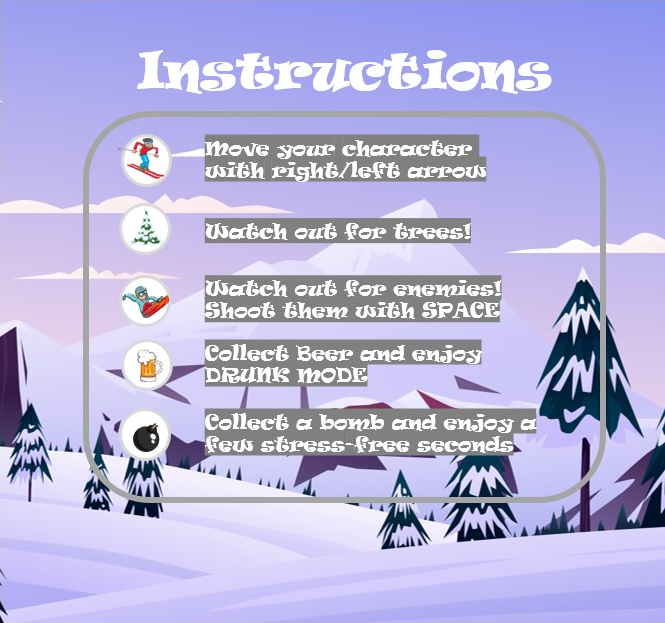 Instructions
Move your character
with right/left arrow
Watch out for trees!
Watch out for enemies!
Shoot them with SPACE
Collect Beer and enjoy
DRUNK MODE
Collect a bomb and enjoy a
few stress-free seconds